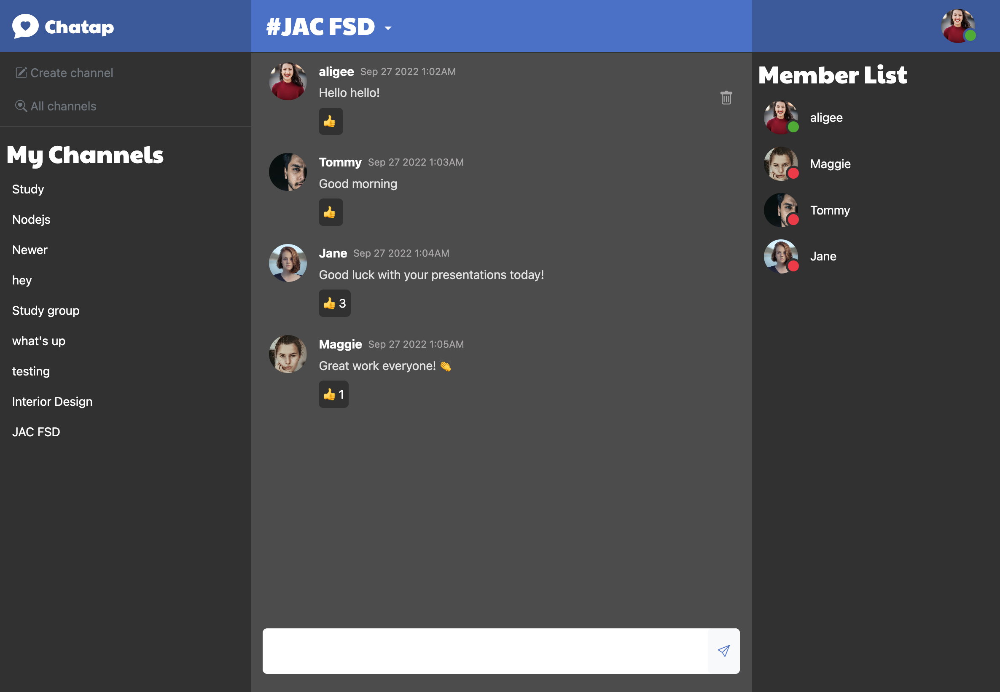 Chatap
#JAC FSD
Create channel
All channels
My Channels
Study
Nodejs
Newer
hey
Study group
what's up
testing
Interior Design
JAC FSD
aligee Sep 27 2022 1:02AM
Hello hello!
👍
Tommy Sep 27 2022 1:03AM
Good morning
👍
Jane Sep 27 2022 1:04AM
Good luck with your presentations today!
👍 3
Maggie Sep 27 2022 1:05AM
Great work everyone! 👏
👍 1
Member List
aligee
Maggie
Tommy
Jane